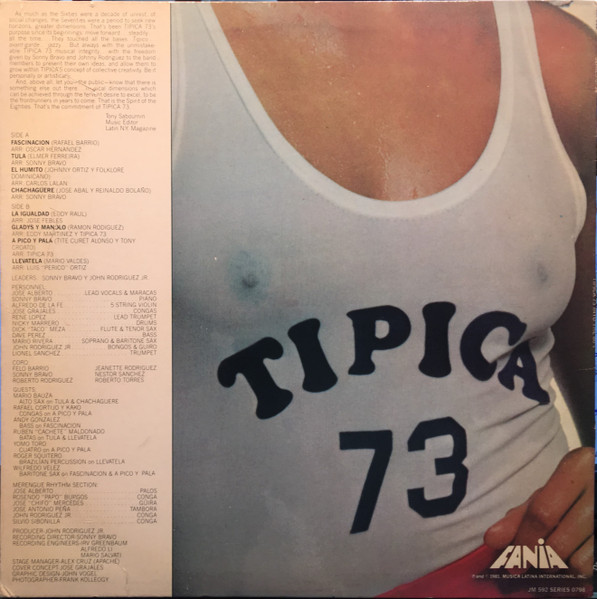 As much as the Sixties were a decade of unrest, of
social changes, the Seventies were a period to seek new
horizons, greater dimensions. That's been TIPICA 73's
purpose since its beginnings; move forward steadily
all the time. They touched all the bases: Tipico
avant-garde jazzy. But always with the unmistake-
able TIPICA 73 musical integrity with the freedom
given by Sonny Bravo and Johnny Rodriguez to the band
members to present their own ideas, and allow them to
grow within TIPICA'S concept of collective creativity. Be it
personally or artistically.
And, above all, let you-the public-know that there is
something else out there. Musical dimensions which
can be achieved through the fervent desire to excel, to be
the frontrunners in years to come. That is the Spirit of the
Eighties. That's the commitment of TIPICA 73.
Tony Sabournin
Music Editor
Latin N.Y. Magazine
SIDE A
FASCINACION (RAFAEL BARRIO)
ARR: OSCAR HERNANDEZ
TULA (ELMER FERREIRA)
ARR: SONNY BRAVO
EL HUMITO (JOHNNY ORTIZ Y FOLKLORE
DOMINICANO)
ARR: CARLOS LALAN
CHACHAGÜERE (JOSE ABAL Y REINALDO BOLAÑO)
ARR: SONNY BRAVO
SIDE B
LA IGUALDAD (EDDY RAUL)
ARR: JOSE FEBLES
GLADYS Y MANOLO (RAMON RODIGUEZ)
ARR: EDDY MARTINEZ Y TIPICA 73
A PICO Y PALA (TITE CURET ALONSO Y TONY
CROATO)
ARR: TIPICA 73
LLEVATELA (MARIO VALDES)
ARR: LUIS "PERICO" ORTIZ
LEADERS: SONNY BRAVO Y JOHN RODRIGUEZ JR.
PERSONNEL:
JOSE ALBERTO LEAD VOCALS & MARACAS
SONNY BRAVO PIANO
ALFREDO DE LA FE 5 STRING VIOLIN
JOSE GRAJALES CONGAS
RENE LOPEZ LEAD TRUMPET
NICKY MARRERO DRUMS
DICK "TACO" MEZA FLUTE & TENOR SAX
DAVE PEREZ BASS
MARIO RIVERA SOPRANO & BARITONE SAX
JOHN RODRIGUEZ JR BONGOS & GUIRO
LIONEL SANCHEZ TRUMPET
CORO:
FELO BARRIO JEANETTE RODRIGUEZ
SONNY BRAVO NESTOR SANCHEZ
ROBERTO RODRIGUEZ ROBERTO TORRES
GUESTS:
MARIO BAUZA
ALTO SAX on TULA & CHACHAGUERE
RAFAEL CORTIJO Y KAKO
CONGAS on A PICO Y PALA
ANDY GONZALEZ
BASS on FASCINACION
RUBEN "CACHETE" MALDONADO
BATAS on TULA & LLEVATELA
YOMO TORO
CUATRO on A PICO Y PALA
ROGER SQUITERO
BRAZILIAN PERCUSSION on LLEVATELA
WILFREDO VELEZ
BARITONE SAX on FASCINACION & A PICO Y PALA
MERENGUE RHYTHM SECTION:
JOSE ALBERTO PALOS
ROSENDO "PAPO" BURGOS CONGA
JOSE "CHIFO" MERCEDES GÜIRA
JOSE ANTONIO PEÑA TAMBORA
JOHN RODRIGUEZ JR. CONGA
SILVIO UBONILLA CONGA
PRODUCER JOHN RODRIGUEZ JR.
RECORDING DIRECTOR-SONNY BRAVO
RECORDING ENGINEERS-IRV GREENBAUM
ALFREDO LI
MARIO SALVATI
STAGE MANAGER-ALEX CRUZ (APACHE)
COVER CONCEPT-JOSE GRAJALES
GRAPHIC DESIGN-JOHN VOGEL
PHOTOGRAPHER-FRANK KOLLEOGY
TIPICA
73
FANIA
℗ and © 1980, MUSICA LATINA INTERNATIONAL, INC.
JM 592 SERIES 0798